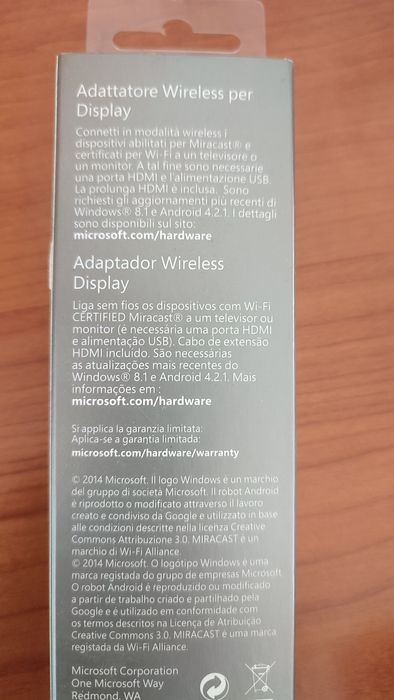 Adattatore Wireless per
Display
Connetti in modalità wireless i
dispositivi abilitati per Miracast® e
certificati per Wi-Fi a un televisore o
un monitor. A tal fine sono necessarie
una porta HDMI e l'alimentazione USB.
La prolunga HDMI è inclusa. Sono
richiesti gli aggiornamenti più recenti di
Windows® 8.1 e Android 4.2.1. I dettagli
sono disponibili sul sito:
microsoft.com/hardware
Adaptador Wireless
Display
Liga sem fios os dispositivos com Wi-Fi
CERTIFIED Miracast® a um televisor ou
monitor (é necessária uma porta HDMI
e alimentação USB). Cabo de extensão
HDMI incluído. São necessárias
as atualizações mais recentes do
Windows® 8.1 e Android 4.2.1. Mais
informações em :
microsoft.com/hardware
Si applica la garanzia limitata:
Aplica-se a garantia limitada:
microsoft.com/hardware/warranty
© 2014 Microsoft. Il logo Windows è un marchio
del gruppo di società Microsoft. Il robot Android
è riprodotto o modificato attraverso il lavoro
creato e condiviso da Google e utilizzato in base
alle condizioni descritte nella licenza Creative
Commons Attribuzione 3.0. MIRACAST è un
marchio di Wi-Fi Alliance.
© 2014 Microsoft. O logótipo Windows é uma
marca registada do grupo de empresas Microsoft.
O robot Android é reproduzido ou modificado
a partir de trabalho criado e partilhado pela
Google e é utilizado em conformidade com
os termos descritos na Licença de Atribuição
Creative Commons 3.0. MIRACAST é uma marca
registada da Wi-Fi Alliance.
Microsoft Corporation
One Microsoft Way
Redmond, WA